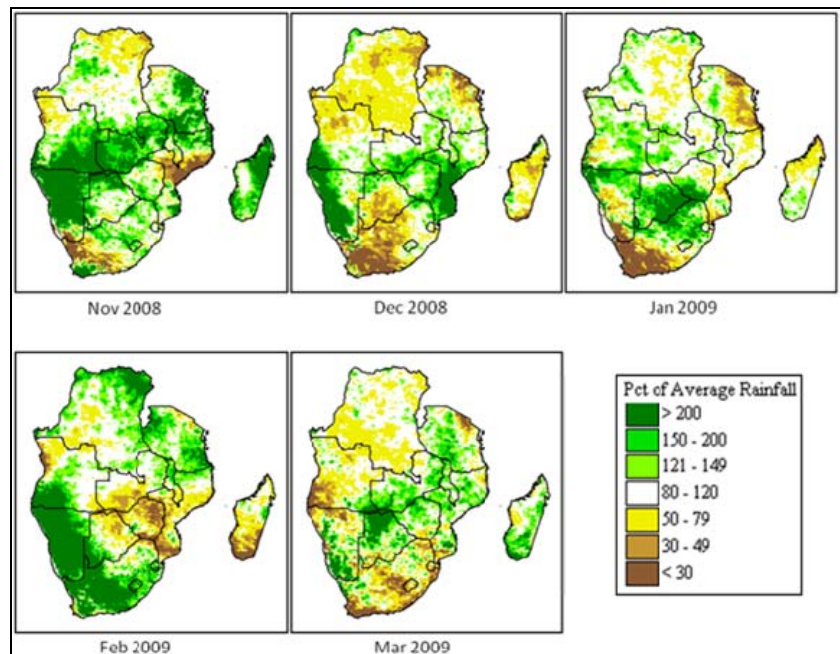 Nov 2008
Dec 2008
Jan 2009
Feb 2009
Mar 2009
Pct of Average Rainfall
> 200
150 - 200
121 - 149
80 - 120
50 - 79
30 - 49
< 30